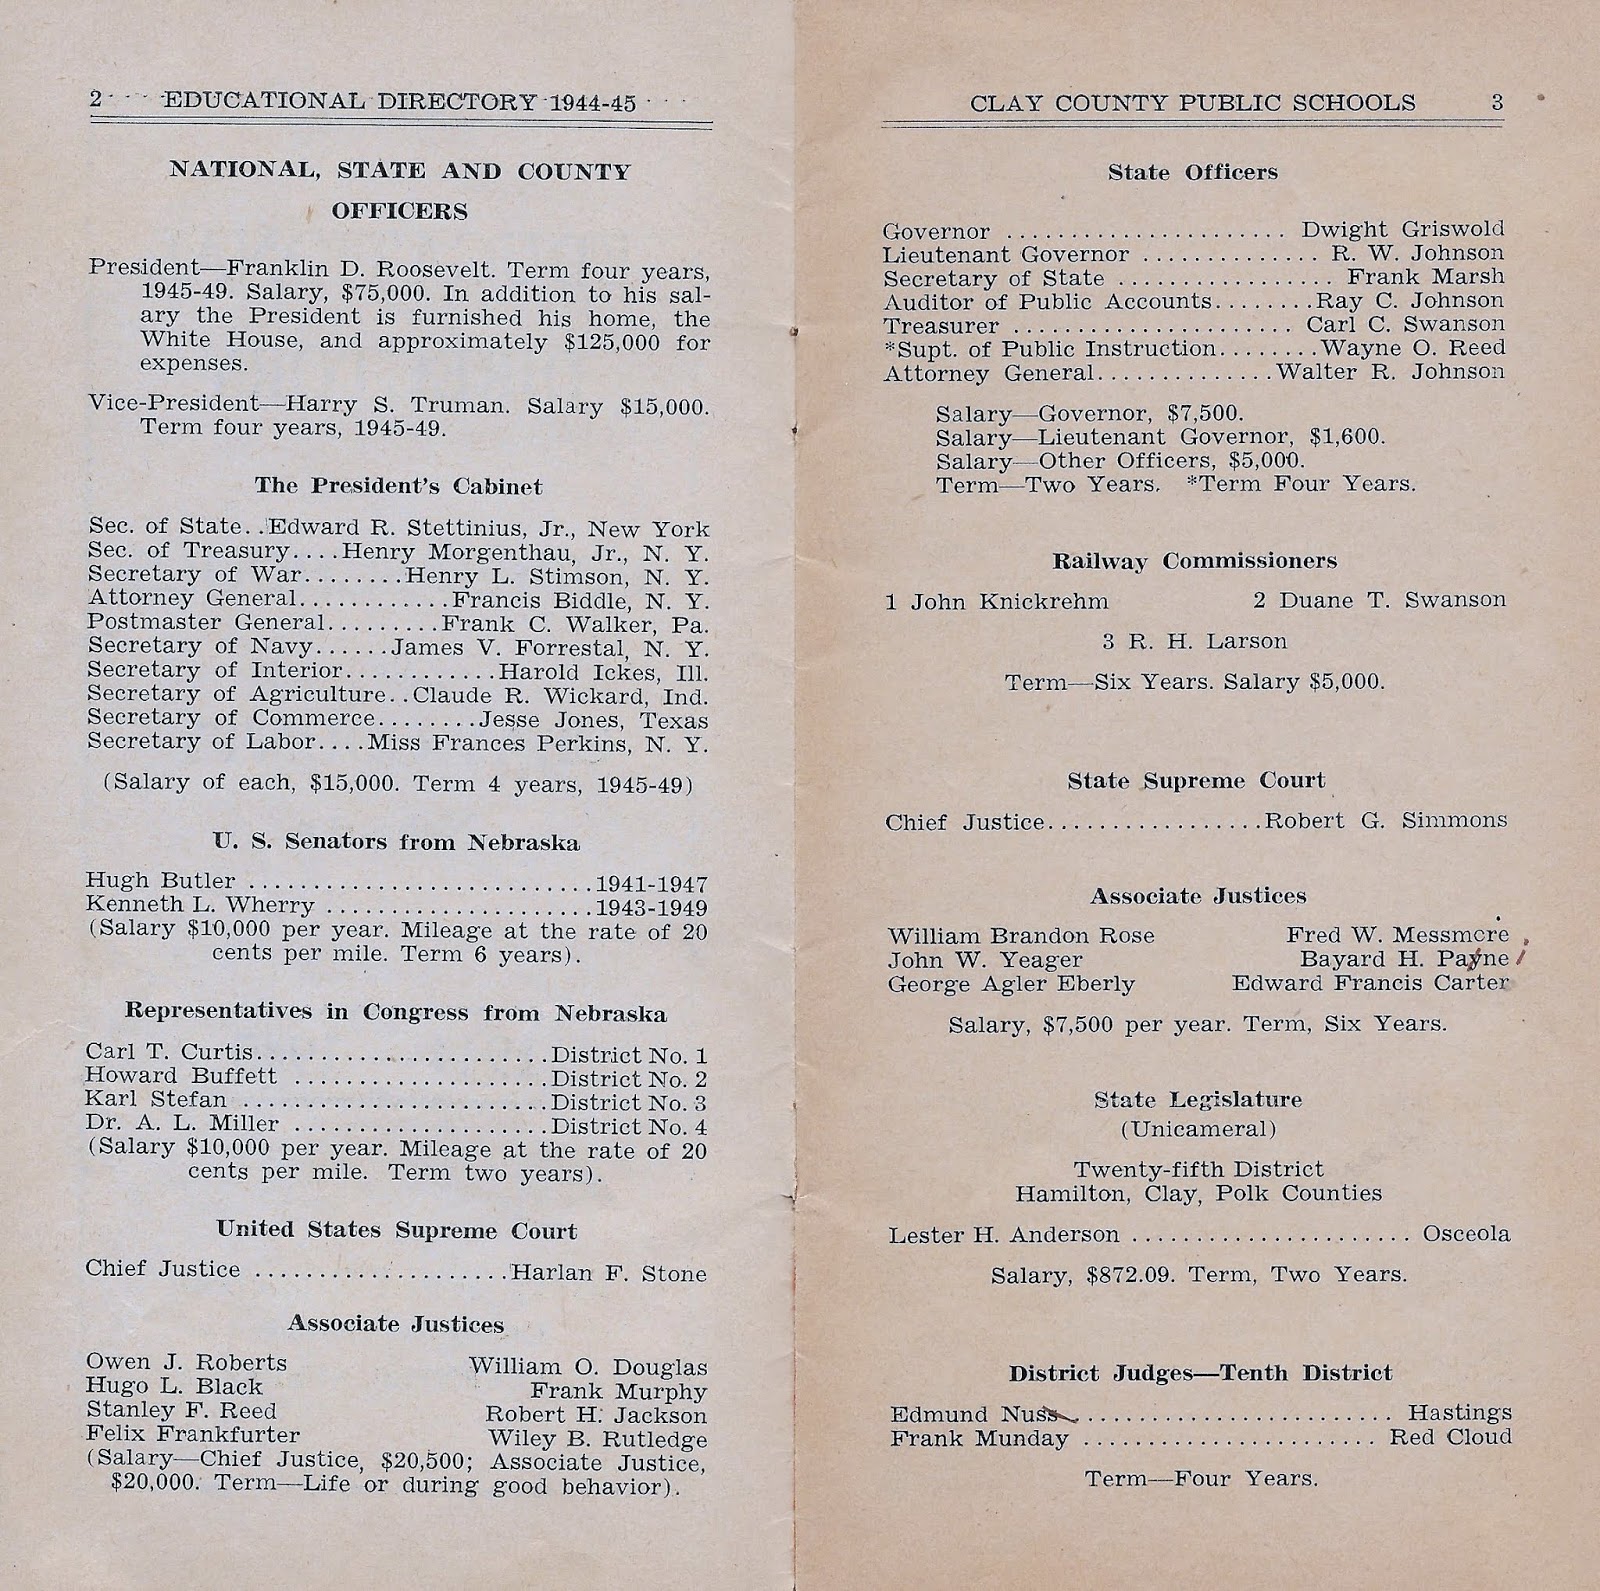 2 EDUCATIONAL DIRECTORY 1944-45
NATIONAL, STATE AND COUNTY
OFFICERS
President—Franklin D. Roosevelt. Term four years,
1945-49. Salary, $75,000. In addition to his sal-
ary the President is furnished his home, the
White House, and approximately $125,000 for
expenses.
Vice-President—Harry S. Truman. Salary $15,000.
Term four years, 1945-49.
The President's Cabinet
Sec. of State..Edward R. Stettinius, Jr., New York
Sec. of Treasury....Henry Morgenthau, Jr., N. Y.
Secretary of War........Henry L. Stimson, N. Y.
Attorney General............Francis Biddle, N. Y.
Postmaster General.........Frank C. Walker, Pa.
Secretary of Navy......James V. Forrestal, N. Y.
Secretary of Interior............Harold Ickes, Ill.
Secretary of Agriculture..Claude R. Wickard, Ind.
Secretary of Commerce........Jesse Jones, Texas
Secretary of Labor....Miss Frances Perkins, N. Y.
(Salary of each, $15,000. Term 4 years, 1945-49)
U. S. Senators from Nebraska
Hugh Butler ...........................1941-1947
Kenneth L. Wherry .....................1943-1949
(Salary $10,000 per year. Mileage at the rate of 20
cents per mile. Term 6 years).
Representatives in Congress from Nebraska
Carl T. Curtis.......................District No. 1
Howard Buffett ....................District No. 2
Karl Stefan ........................District No. 3
Dr. A. L. Miller ....................District No. 4
(Salary $10,000 per year. Mileage at the rate of 20
cents per mile. Term two years).
United States Supreme Court
Chief Justice ....................Harlan F. Stone
Associate Justices
Owen J. Roberts William O. Douglas
Hugo L. Black Frank Murphy
Stanley F. Reed Robert H. Jackson
Felix Frankfurter Wiley B. Rutledge
(Salary—Chief Justice, $20,500; Associate Justice,
$20,000. Term—Life or during good behavior).
CLAY COUNTY PUBLIC SCHOOLS 3
State Officers
Governor ...................... Dwight Griswold
Lieutenant Governor .............. R. W. Johnson
Secretary of State ................. Frank Marsh
Auditor of Public Accounts........Ray C. Johnson
Treasurer ...................... Carl C. Swanson
*Supt. of Public Instruction........Wayne O. Reed
Attorney General..............Walter R. Johnson
Salary—Governor, $7,500.
Salary—Lieutenant Governor, $1,600.
Salary—Other Officers, $5,000.
Term—Two Years. *Term Four Years.
Railway Commissioners
1 John Knickrehm 2 Duane T. Swanson
3 R. H. Larson
Term—Six Years. Salary $5,000.
State Supreme Court
Chief Justice.................Robert G. Simmons
Associate Justices
William Brandon Rose Fred W. Messmore
John W. Yeager Bayard H. Payne
George Agler Eberly Edward Francis Carter
Salary, $7,500 per year. Term, Six Years.
State Legislature
(Unicameral)
Twenty-fifth District
Hamilton, Clay, Polk Counties
Lester H. Anderson ...................... Osceola
Salary, $872.09. Term, Two Years.
District Judges—Tenth District
Edmund Nuss ........................ Hastings
Frank Munday ....................... Red Cloud
Term—Four Years.